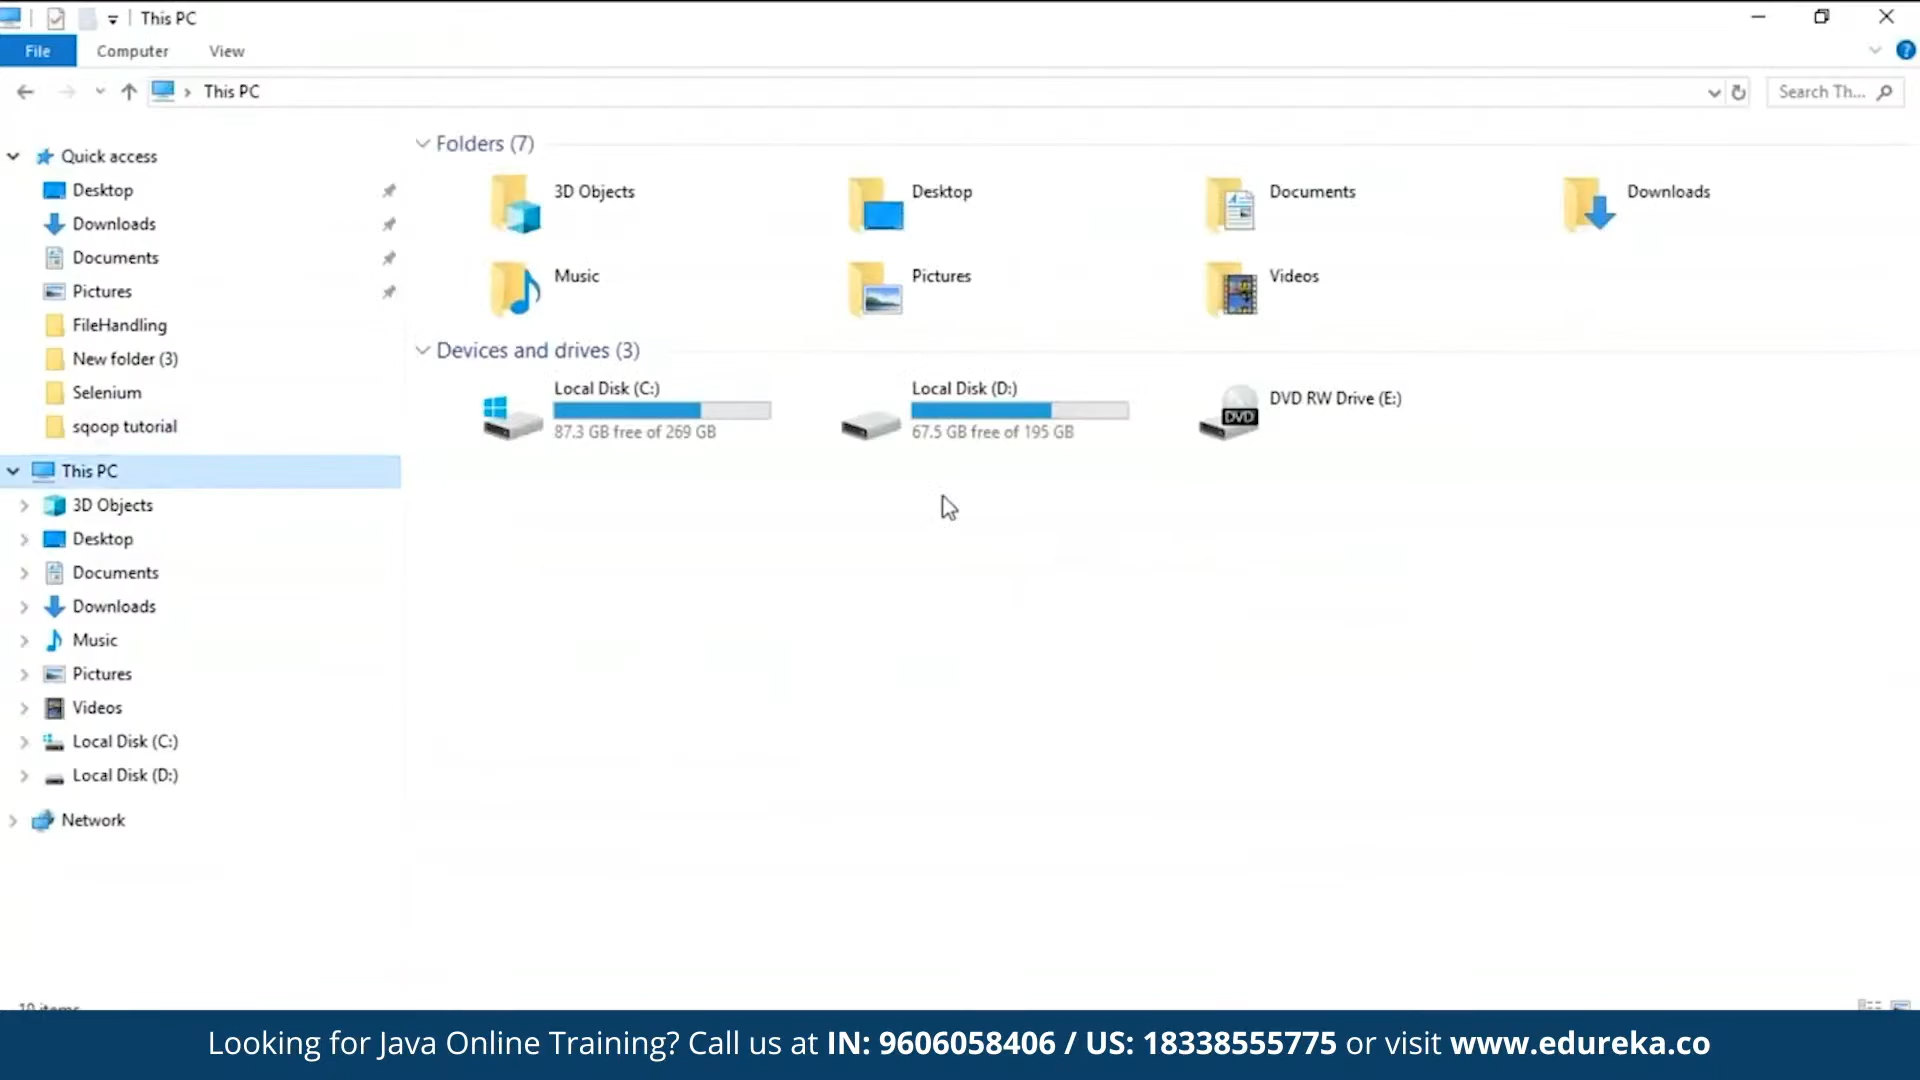 This PC
File
Computer
View
This PC
Search Th...
Quick access
Desktop
Downloads
Documents
Pictures
FileHandling
New folder (3)
Selenium
sqoop tutorial
This PC
3D Objects
Desktop
Documents
Downloads
Music
Pictures
Videos
Local Disk (C:)
Local Disk (D:)
Network
Folders (7)
3D Objects
Desktop
Documents
Downloads
Music
Pictures
Videos
Devices and drives (3)
Local Disk (C:)
87.3 GB free of 269 GB
Local Disk (D:)
67.5 GB free of 195 GB
DVD RW Drive (E:)
DVD
10 items
Looking for Java Online Training? Call us at IN: 9606058406 / US: 18338555775 or visit www.edureka.co